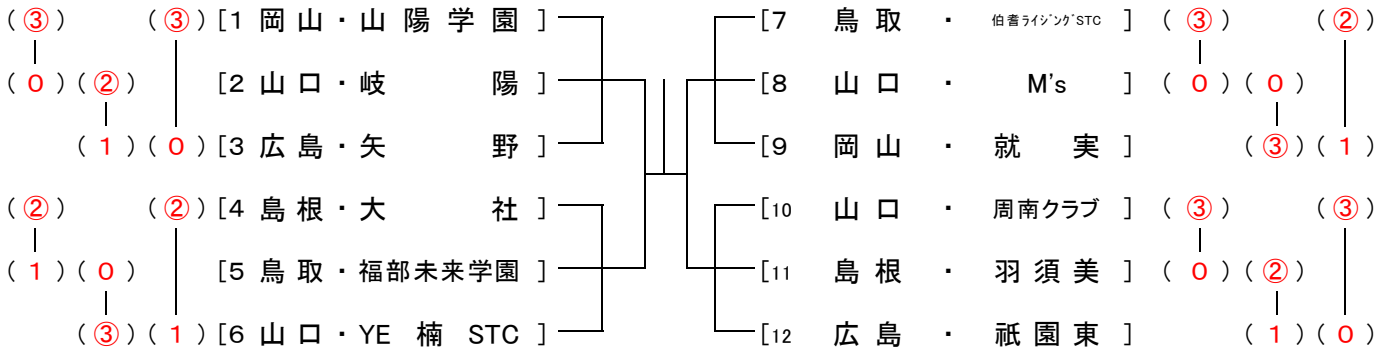 (③) (③) [1 岡山・山陽学園] [7 鳥取・伯耆ライジングSTC] (③) (②)
(0) (②) [2 山口・岐陽] [8 山口・M's] (0) (0)
(1) (0) [3 広島・矢野] [9 岡山・就実] (③) (1)
(②) (②) [4 島根・大社] [10 山口・周南クラブ] (③) (③)
(1) (0) [5 鳥取・福部未来学園] [11 島根・羽須美] (0) (②)
(③) (1) [6 山口・YE楠STC] [12 広島・祇園東] (1) (0)